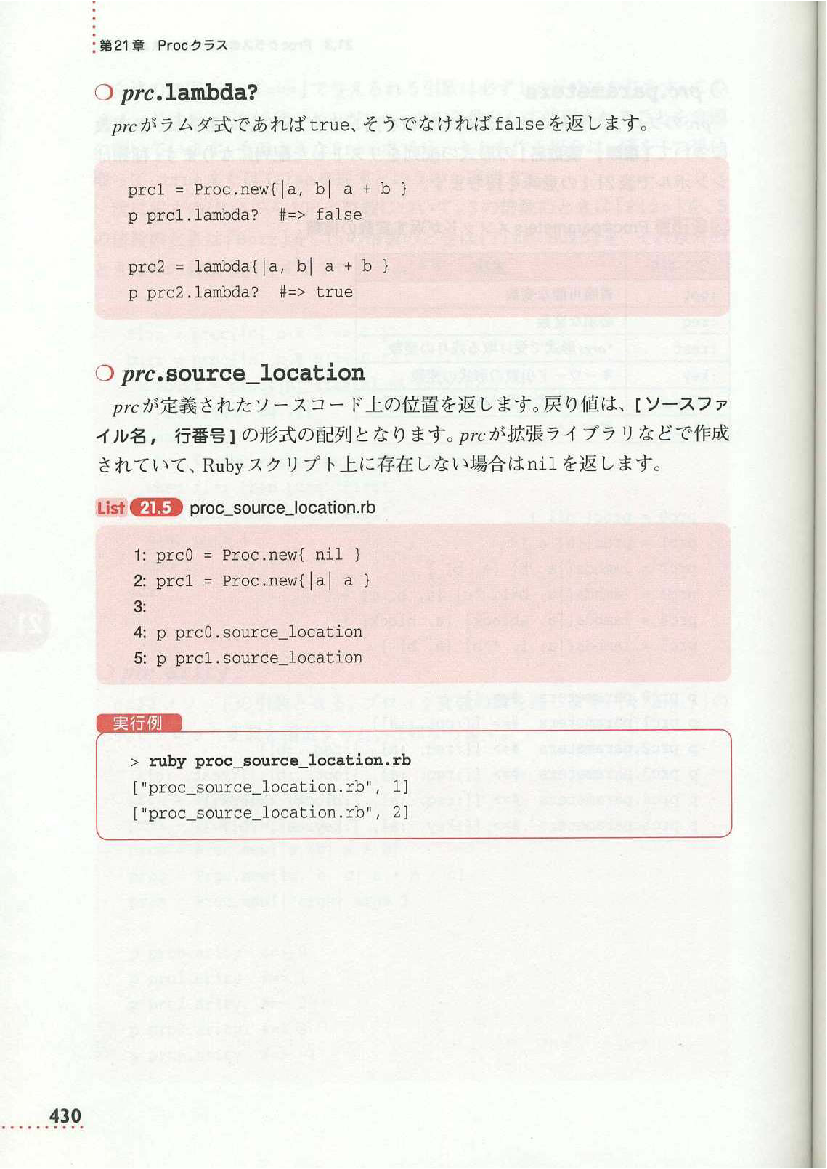 第21章 Procクラス
prc.lambda?
prcがラムダ式であればtrue、そうでなければfalseを返します。
prc1 = Proc.new{|a, b| a + b }
p prc1.lambda? #=> false
prc2 = lambda{|a, b| a + b }
p prc2.lambda? #=> true
prc.source_location
prcが定義されたソースコード上の位置を返します。戻り値は、[ソースファ
イル名, 行番号]の形式の配列となります。prcが拡張ライブラリなどで作成
されていて、Rubyスクリプト上に存在しない場合はnilを返します。
List 21.5 proc_source_location.rb
1: prc0 = Proc.new{ nil }
2: prc1 = Proc.new{|a| a }
3:
4: p prc0.source_location
5: p prc1.source_location
実行例
> ruby proc_source_location.rb
["proc_source_location.rb", 1]
["proc_source_location.rb", 2]
430